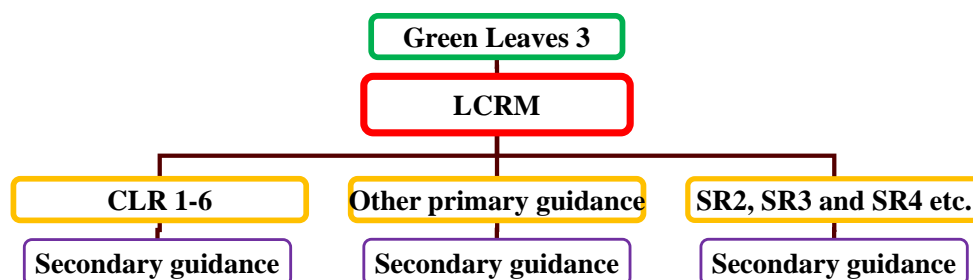 Green Leaves 3
LCRM
CLR 1-6
Other primary guidance
SR2, SR3 and SR4 etc.
Secondary guidance
Secondary guidance
Secondary guidance